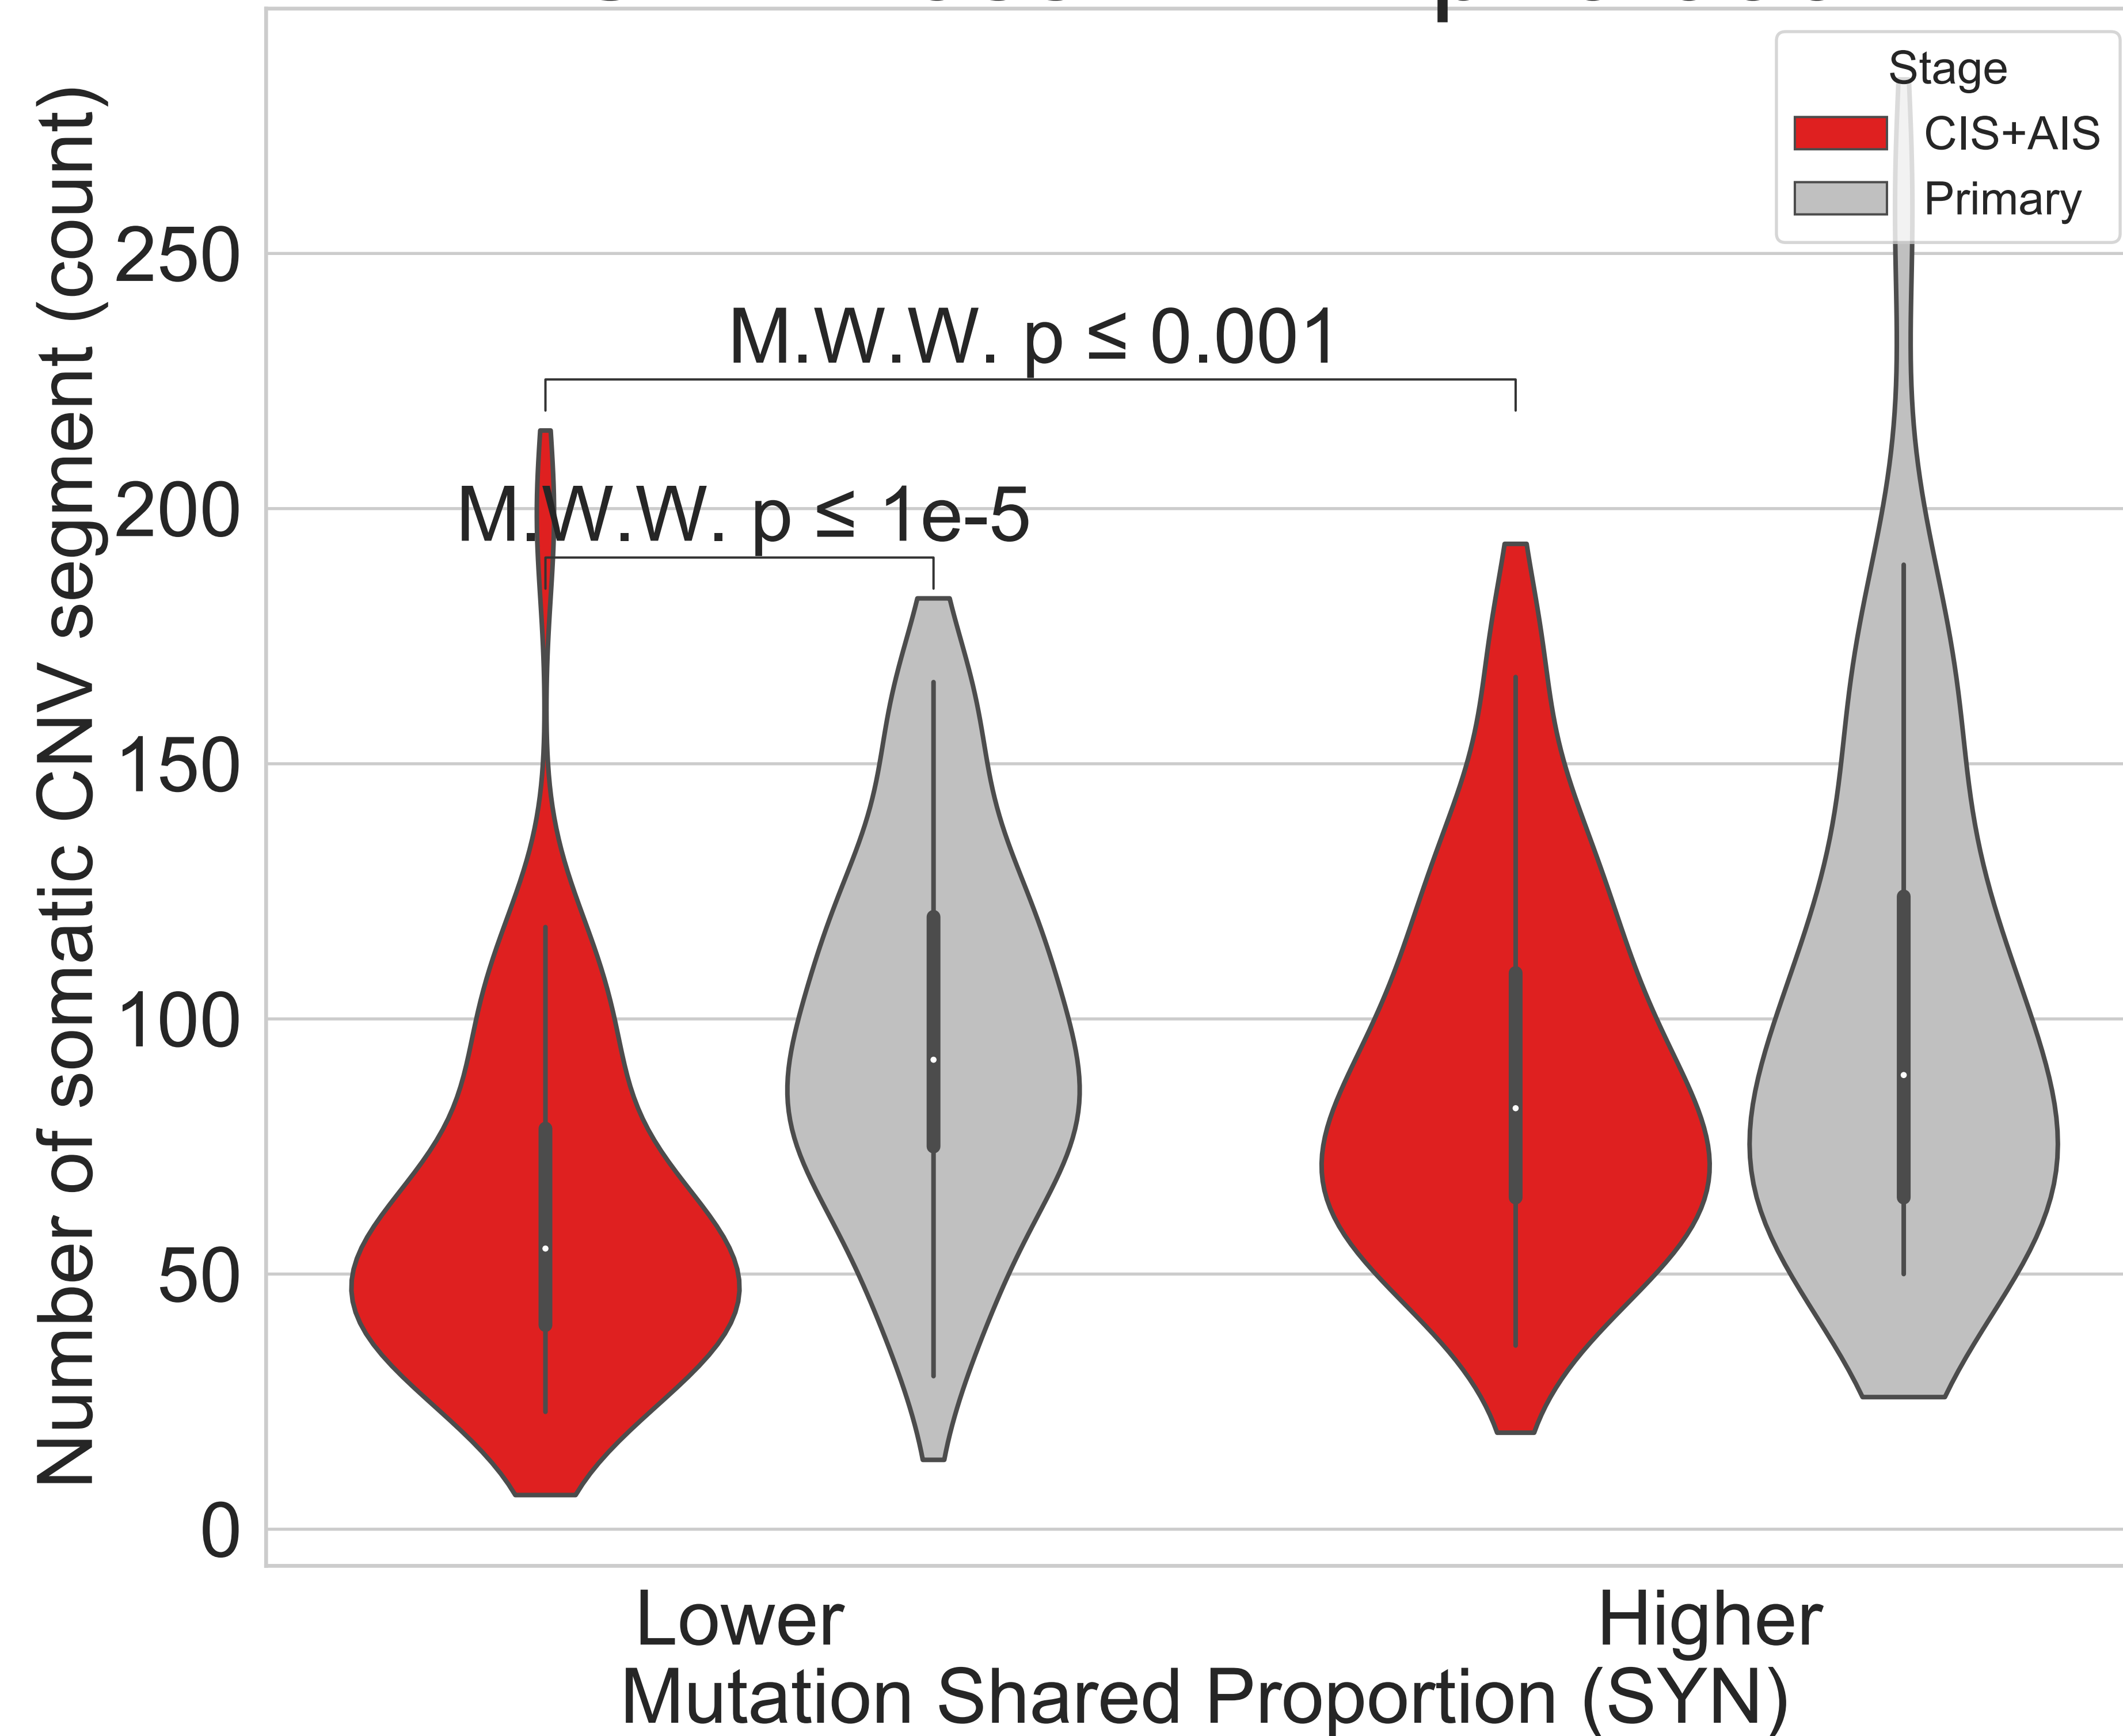 Stage
CIS+AIS
Primary
Number of somatic CNV segment (count)
250
200
150
100
50
0
M.W.W. p ≤ 0.001
M.W.W. p ≤ 1e-5
Lower
Higher
Mutation Shared Proportion (SYN)